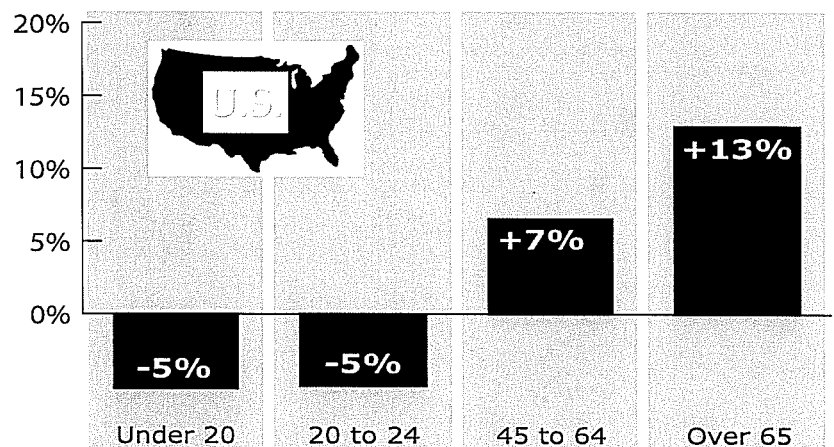 20%
15%
10%
5%
0%
U.S.
-5%
-5%
+7%
+13%
Under 20
20 to 24
45 to 64
Over 65